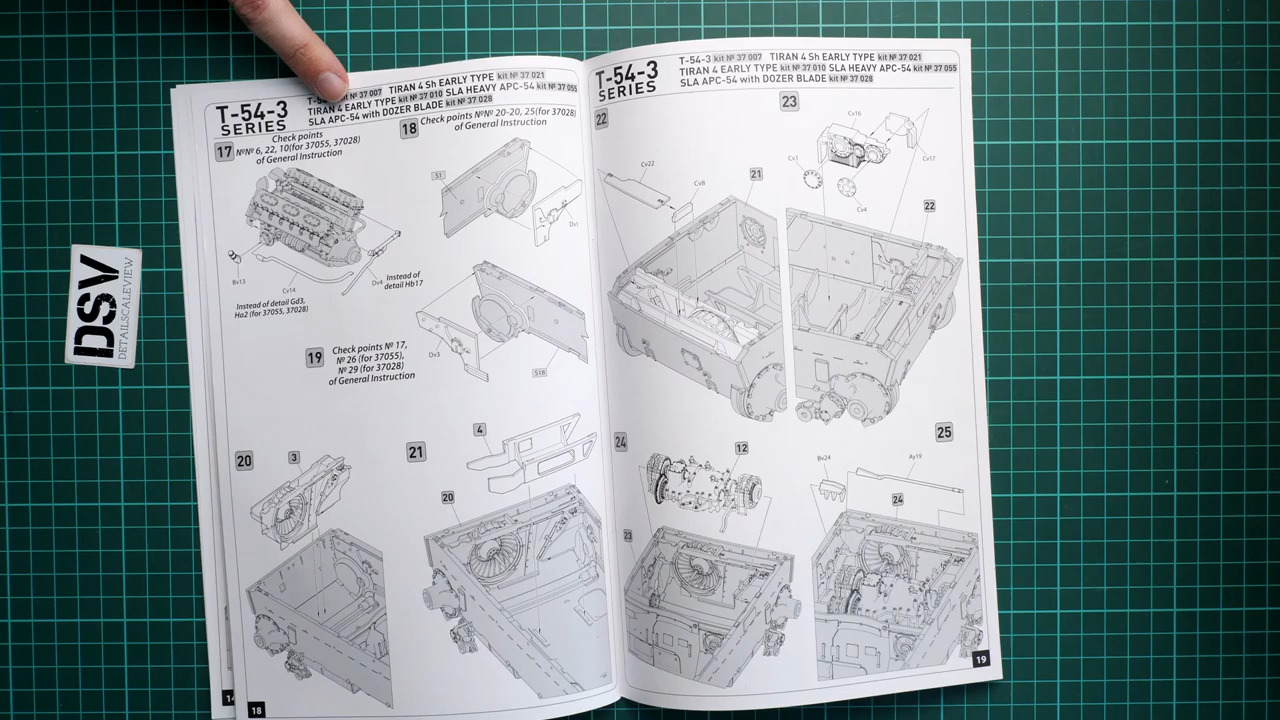 DSV
DETAILSCALEVIEW
T-54-3
SERIES
T-54 kit № 37 007 TIRAN 4 Sh EARLY TYPE kit № 37 021
TIRAN 4 EARLY TYPE kit № 37 010 SLA HEAVY APC-54 kit № 37 055
SLA APC-54 with DOZER BLADE kit № 37 028
17
Check points
№№ 6, 22, 10(for 37055, 37028)
of General Instruction
Bv13
Cv14
Dv4
Instead of
detail Hb17
Instead of detail Gd3,
Ha2 (for 37055, 37028)
18
Check points №№ 20-20, 25(for 37028)
of General Instruction
S1
Dv1
Dv3
S18
19
Check points № 17,
№ 26 (for 37055),
№ 29 (for 37028)
of General Instruction
20
3
21
4
20
14
18
T-54-3
SERIES
T-54-3 kit № 37 007 TIRAN 4 Sh EARLY TYPE kit № 37 021
TIRAN 4 EARLY TYPE kit № 37 010 SLA HEAVY APC-54 kit № 37 055
SLA APC-54 with DOZER BLADE kit № 37 028
22
Cv22
Cv8
21
23
Cv16
Cv1
Cv4
Cv17
22
24
12
23
25
Bv24
Ay19
24
19